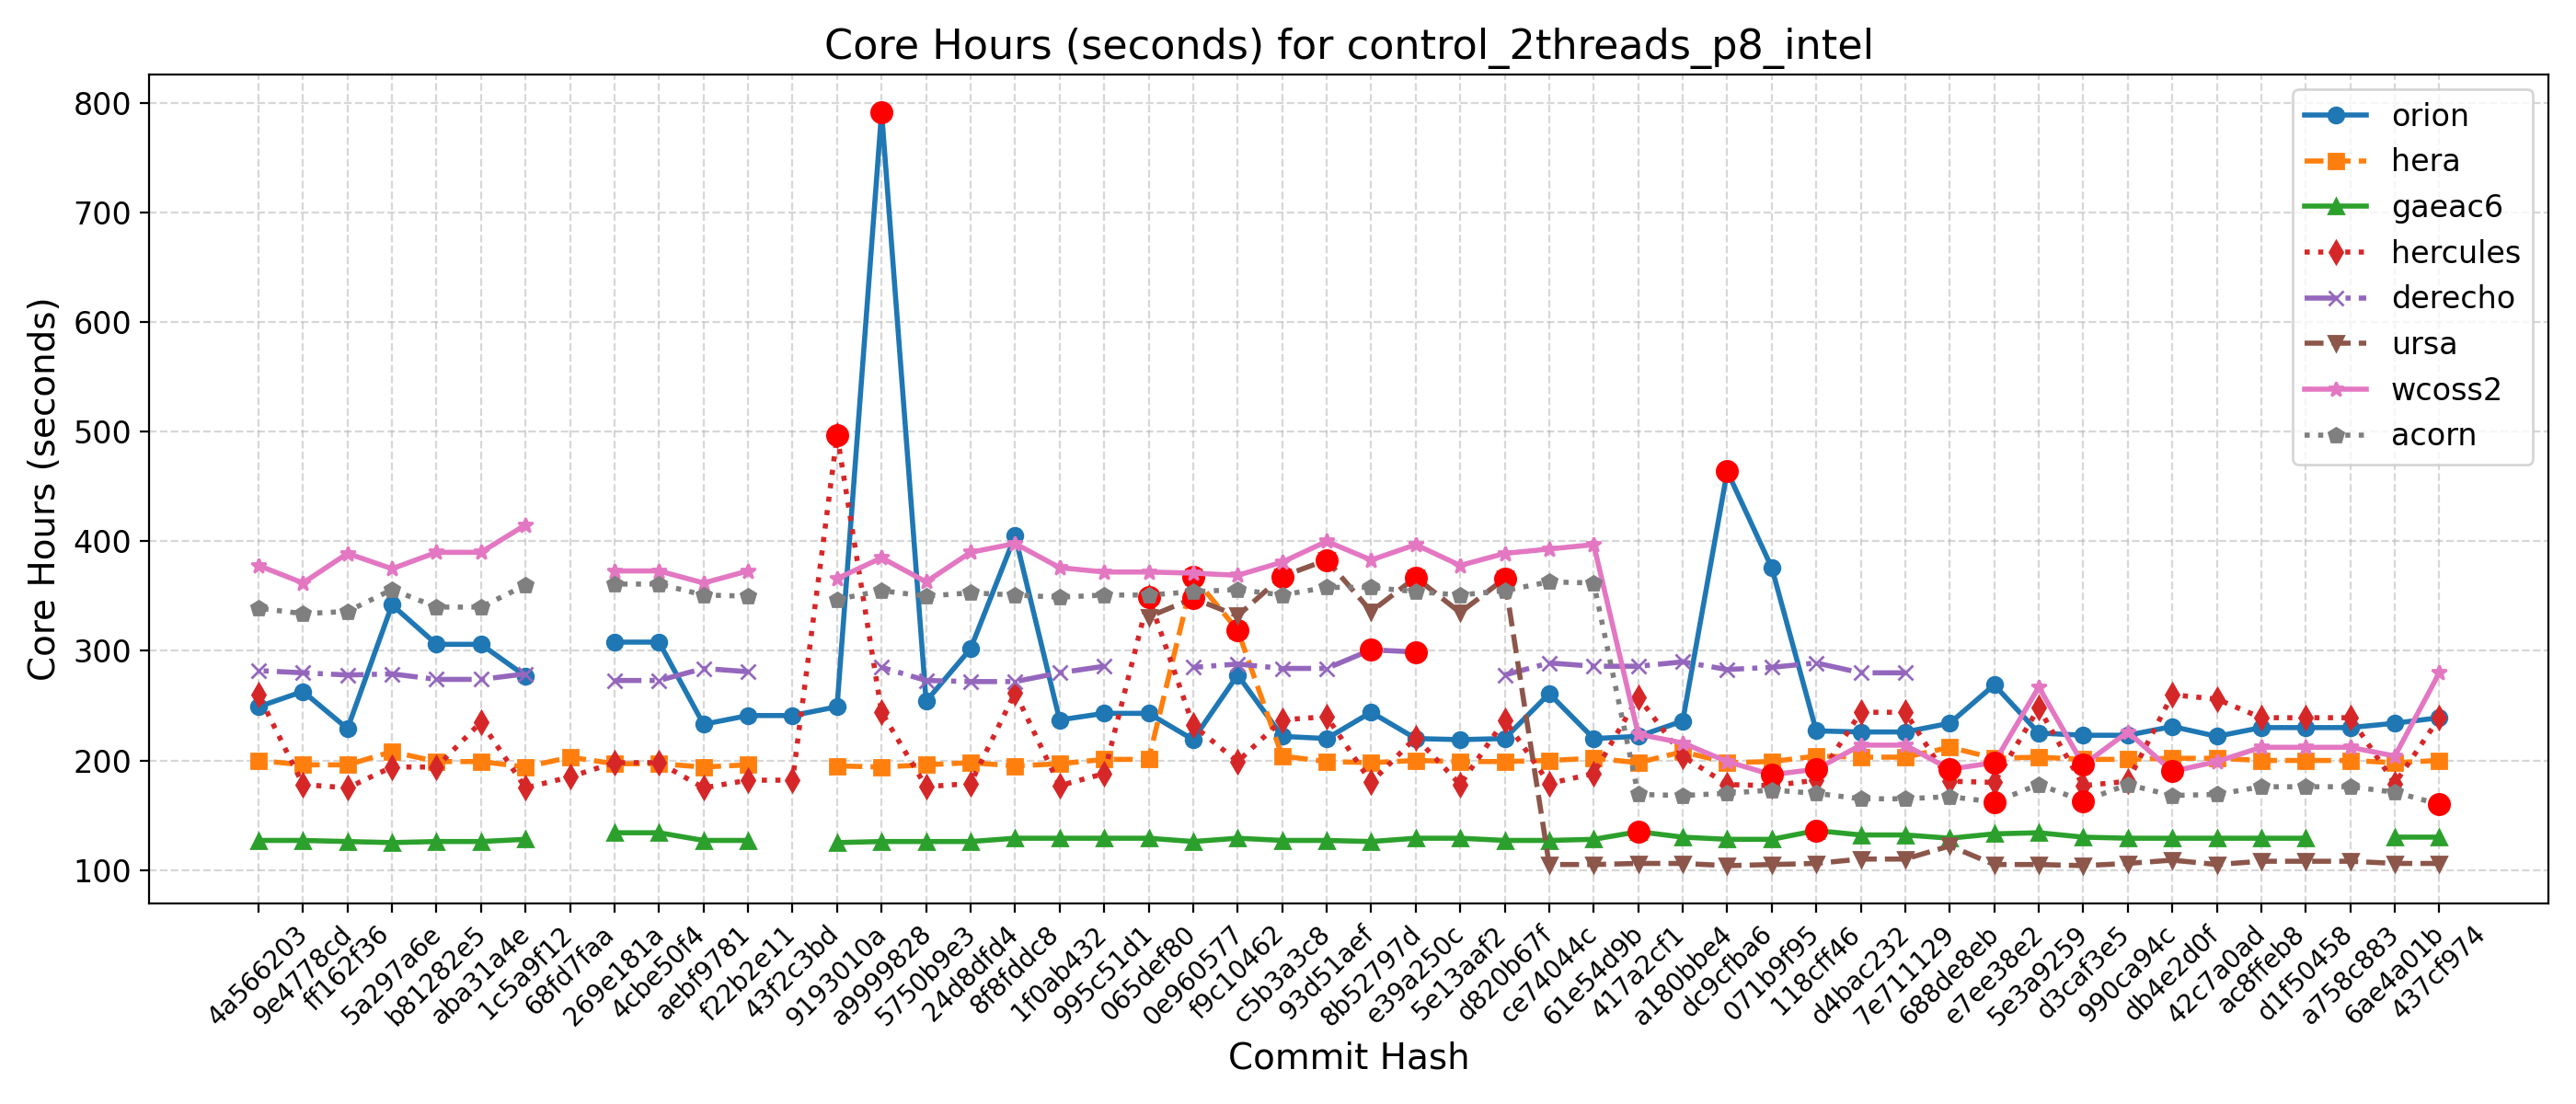 Core Hours (seconds) for control_2threads_p8_intel
Core Hours (seconds)
800
700
600
500
400
300
200
100
orion
hera
gaeac6
hercules
derecho
ursa
wcoss2
acorn
4a566203
9e4778cd
ff162f36
5a297a6e
b81282e5
aba31a4e
1c5a9f12
68fd7faa
269e181a
4cbe50f4
aebf9781
f22b2e11
43f2c3bd
9193010a
a9999828
5750b9e3
24d8dfd4
8f8fddc8
1f0ab432
995c51d1
065def80
0e960577
f9c10462
c5b3a3c8
93d51aef
8b52797d
e39a250c
5e13aaf2
d820b67f
ce74044c
61e54d9b
417a2cf1
a180bbe4
dc9cfba6
071b9f95
118cff46
d4bac232
7e711129
688de8eb
e7ee38e2
5e3a9259
d3caf3e5
990ca94c
db4e2d0f
42c7a0ad
ac8ffeb8
d1f50458
a758c883
6ae4a01b
437cf974
Commit Hash